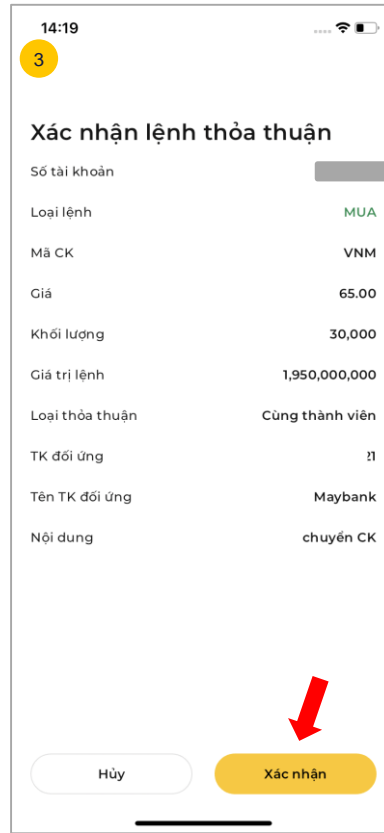 14:19
3
Xác nhận lệnh thỏa thuận
Số tài khoản
Loại lệnh MUA
Mã CK VNM
Giá 65.00
Khối lượng 30,000
Giá trị lệnh 1,950,000,000
Loại thỏa thuận Cùng thành viên
TK đối ứng 21
Tên TK đối ứng Maybank
Nội dung chuyển CK
Hủy Xác nhận